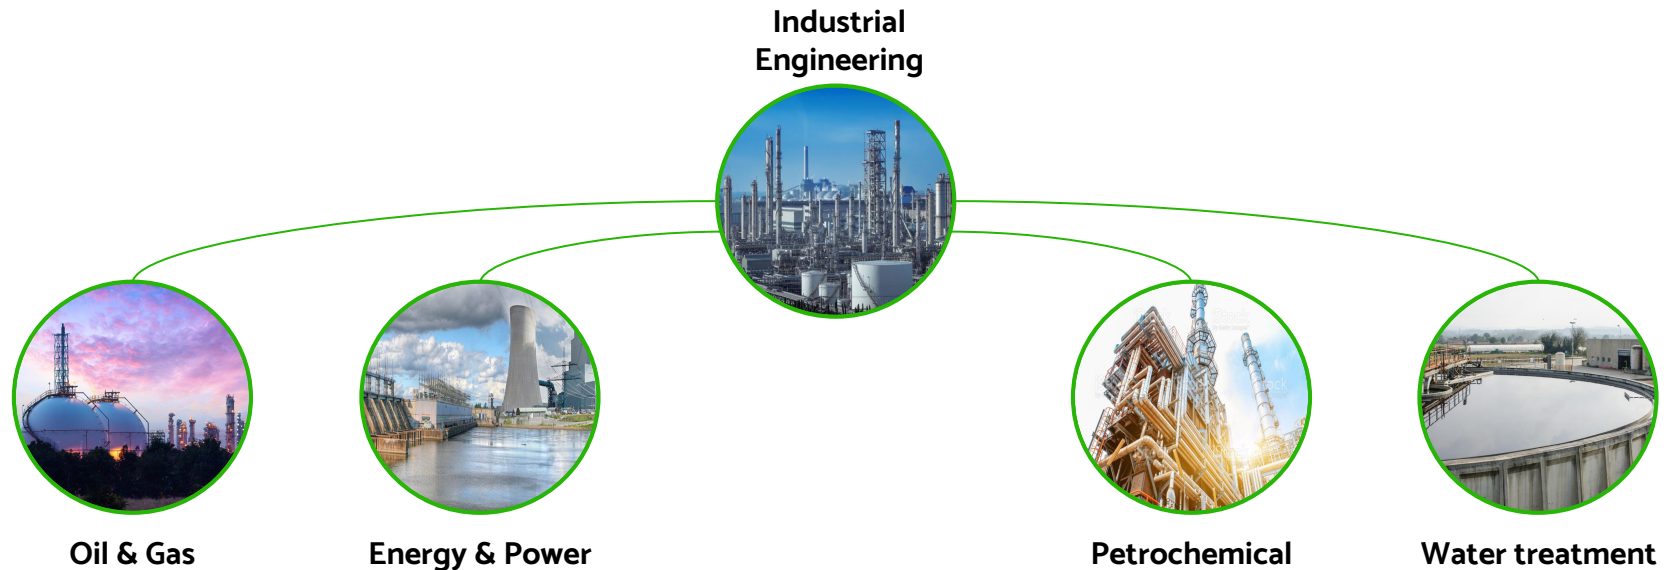 Industrial
Engineering
Oil & Gas
Energy & Power
Petrochemical
Water treatment